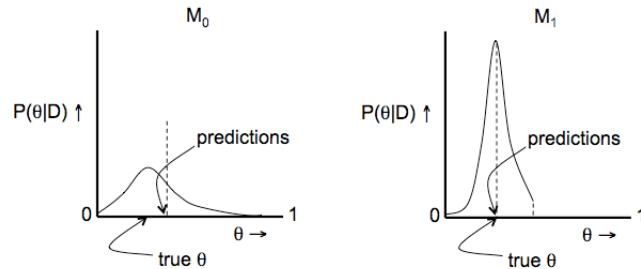 M0
P(θ|D) ↑
predictions
0
1
θ →
true θ
M1
P(θ|D) ↑
predictions
0
1
θ →
true θ